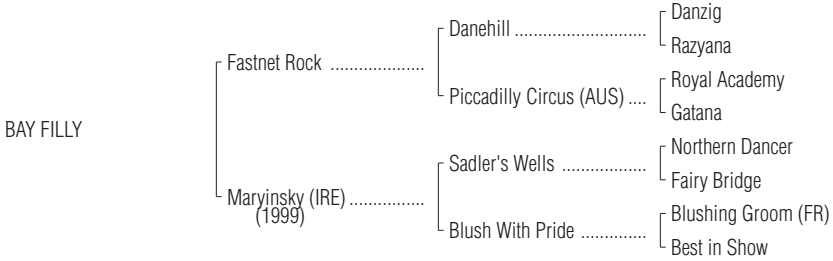 Danzig
Danehill ............................
Razyana
Fastnet Rock ....................
Royal Academy
Piccadilly Circus (AUS) ....
Gatana
BAY FILLY
Northern Dancer
Sadler's Wells ..................
Fairy Bridge
Maryinsky (IRE) ................
(1999)
Blushing Groom (FR)
Blush With Pride ..............
Best in Show